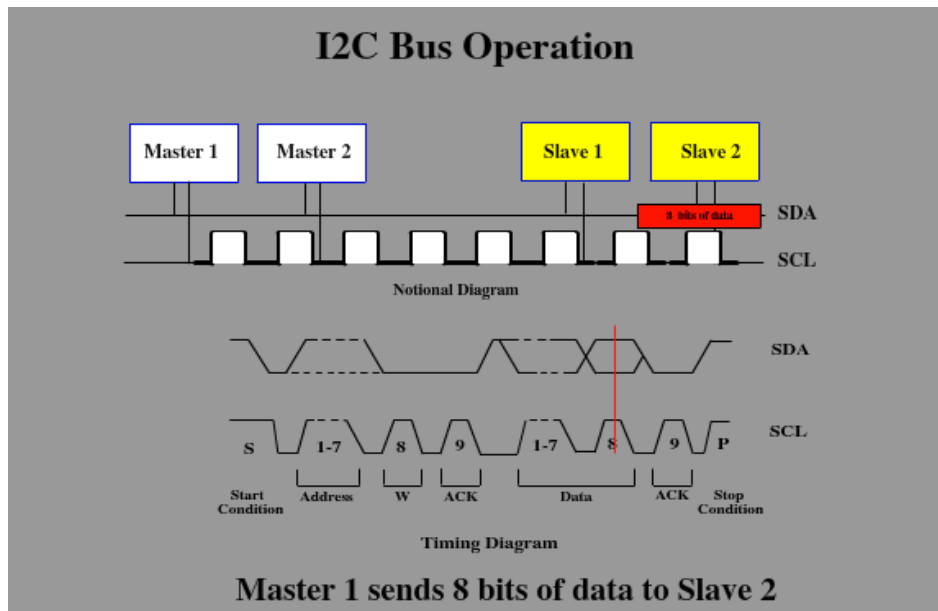 I2C Bus Operation
Master 1 Master 2 Slave 1 Slave 2
8 bits of data SDA
SCL
Notional Diagram
SDA
SCL
S 1-7 8 9 1-7 8 9 P
Start Address W ACK Data ACK Stop
Condition Condition
Timing Diagram
Master 1 sends 8 bits of data to Slave 2